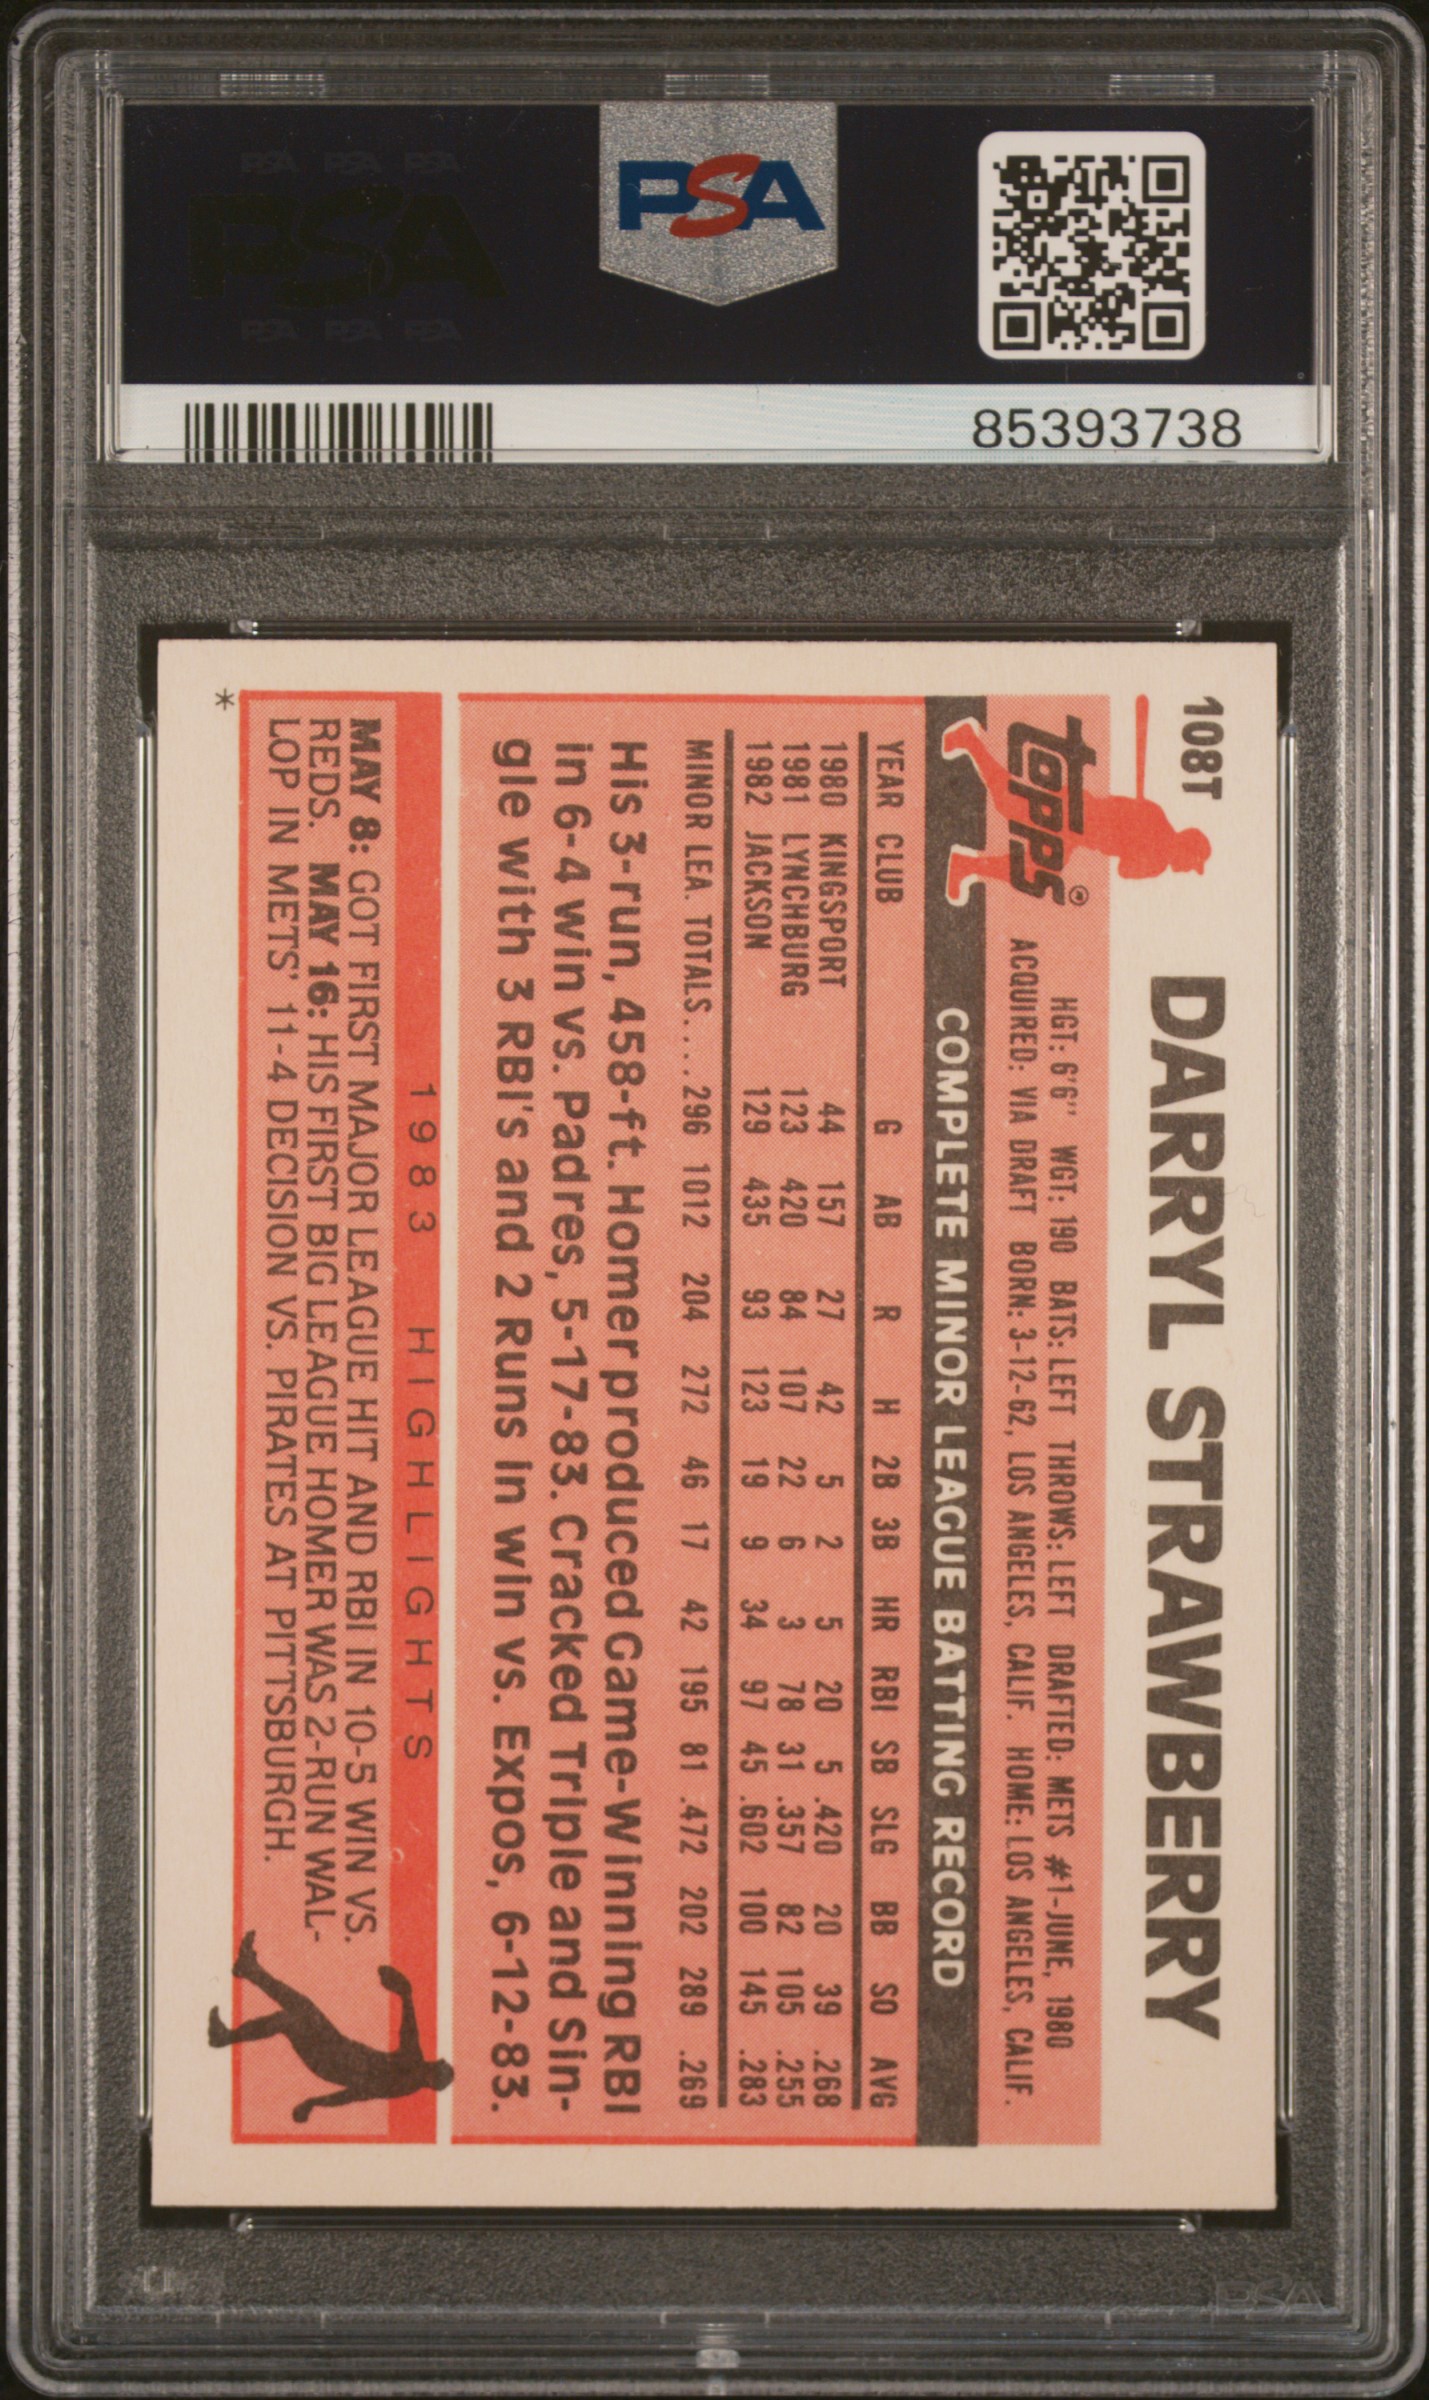 PSA PSA PSA
PSA
PSA PSA PSA
PSA
85393738
108T
DARRYL STRAWBERRY
TOPPS®
HGT: 6'6" WGT: 190 BATS: LEFT THROWS: LEFT DRAFTED: METS #1-JUNE, 1980
ACQUIRED: VIA DRAFT BORN: 3-12-62, LOS ANGELES, CALIF. HOME: LOS ANGELES, CALIF.
COMPLETE MINOR LEAGUE BATTING RECORD
YEAR CLUB G AB R H 2B 3B HR RBI SB SLG BB SO AVG
1980 KINGSPORT 44 157 27 42 5 2 5 20 5 .420 20 39 .268
1981 LYNCHBURG 123 420 84 107 22 6 3 78 31 .357 82 105 .255
1982 JACKSON 129 435 93 123 19 9 34 97 45 .602 100 145 .283
MINOR LEA. TOTALS.... 296 1012 204 272 46 17 42 195 81 .472 202 289 .269
His 3-run, 458-ft. Homer produced Game-Winning RBI
in 6-4 win vs. Padres, 5-17-83. Cracked Triple and Sin-
gle with 3 RBI's and 2 Runs in win vs. Expos, 6-12-83.
1983 HIGHLIGHTS
MAY 8: GOT FIRST MAJOR LEAGUE HIT AND RBI IN 10-5 WIN VS.
REDS. MAY 16: HIS FIRST BIG LEAGUE HOMER WAS 2-RUN WAL-
LOP IN METS' 11-4 DECISION VS. PIRATES AT PITTSBURGH.
*
PSA